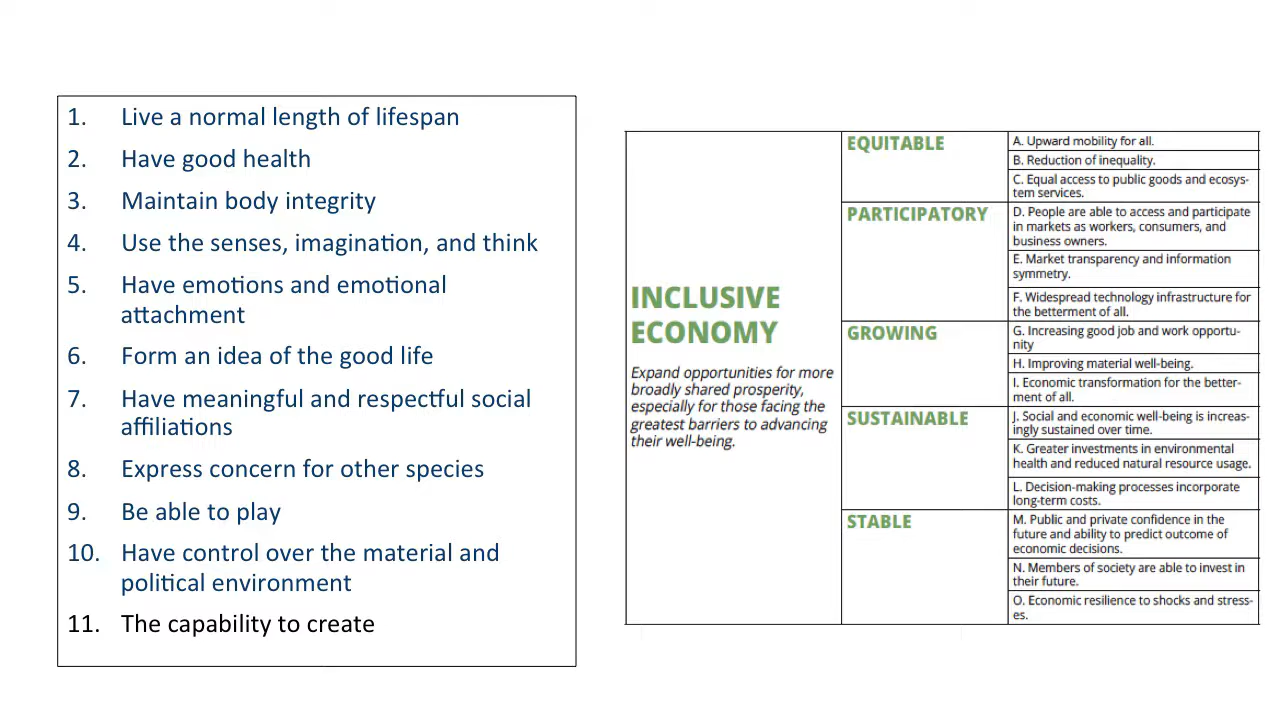 1. Live a normal length of lifespan
2. Have good health
3. Maintain body integrity
4. Use the senses, imagination, and think
5. Have emotions and emotional
attachment
6. Form an idea of the good life
7. Have meaningful and respectful social
affiliations
8. Express concern for other species
9. Be able to play
10. Have control over the material and
political environment
11. The capability to create
INCLUSIVE
ECONOMY
Expand opportunities for more
broadly shared prosperity,
especially for those facing the
greatest barriers to advancing
their well-being.
EQUITABLE
A. Upward mobility for all.
B. Reduction of inequality.
C. Equal access to public goods and ecosys-
tem services.
PARTICIPATORY
D. People are able to access and participate
in markets as workers, consumers, and
business owners.
E. Market transparency and information
symmetry.
F. Widespread technology infrastructure for
the betterment of all.
GROWING
G. Increasing good job and work opportu-
nity
H. Improving material well-being.
I. Economic transformation for the better-
ment of all.
SUSTAINABLE
J. Social and economic well-being is increas-
ingly sustained over time.
K. Greater investments in environmental
health and reduced natural resource usage.
L. Decision-making processes incorporate
long-term costs.
STABLE
M. Public and private confidence in the
future and ability to predict outcome of
economic decisions.
N. Members of society are able to invest in
their future.
O. Economic resilience to shocks and stress-
es.